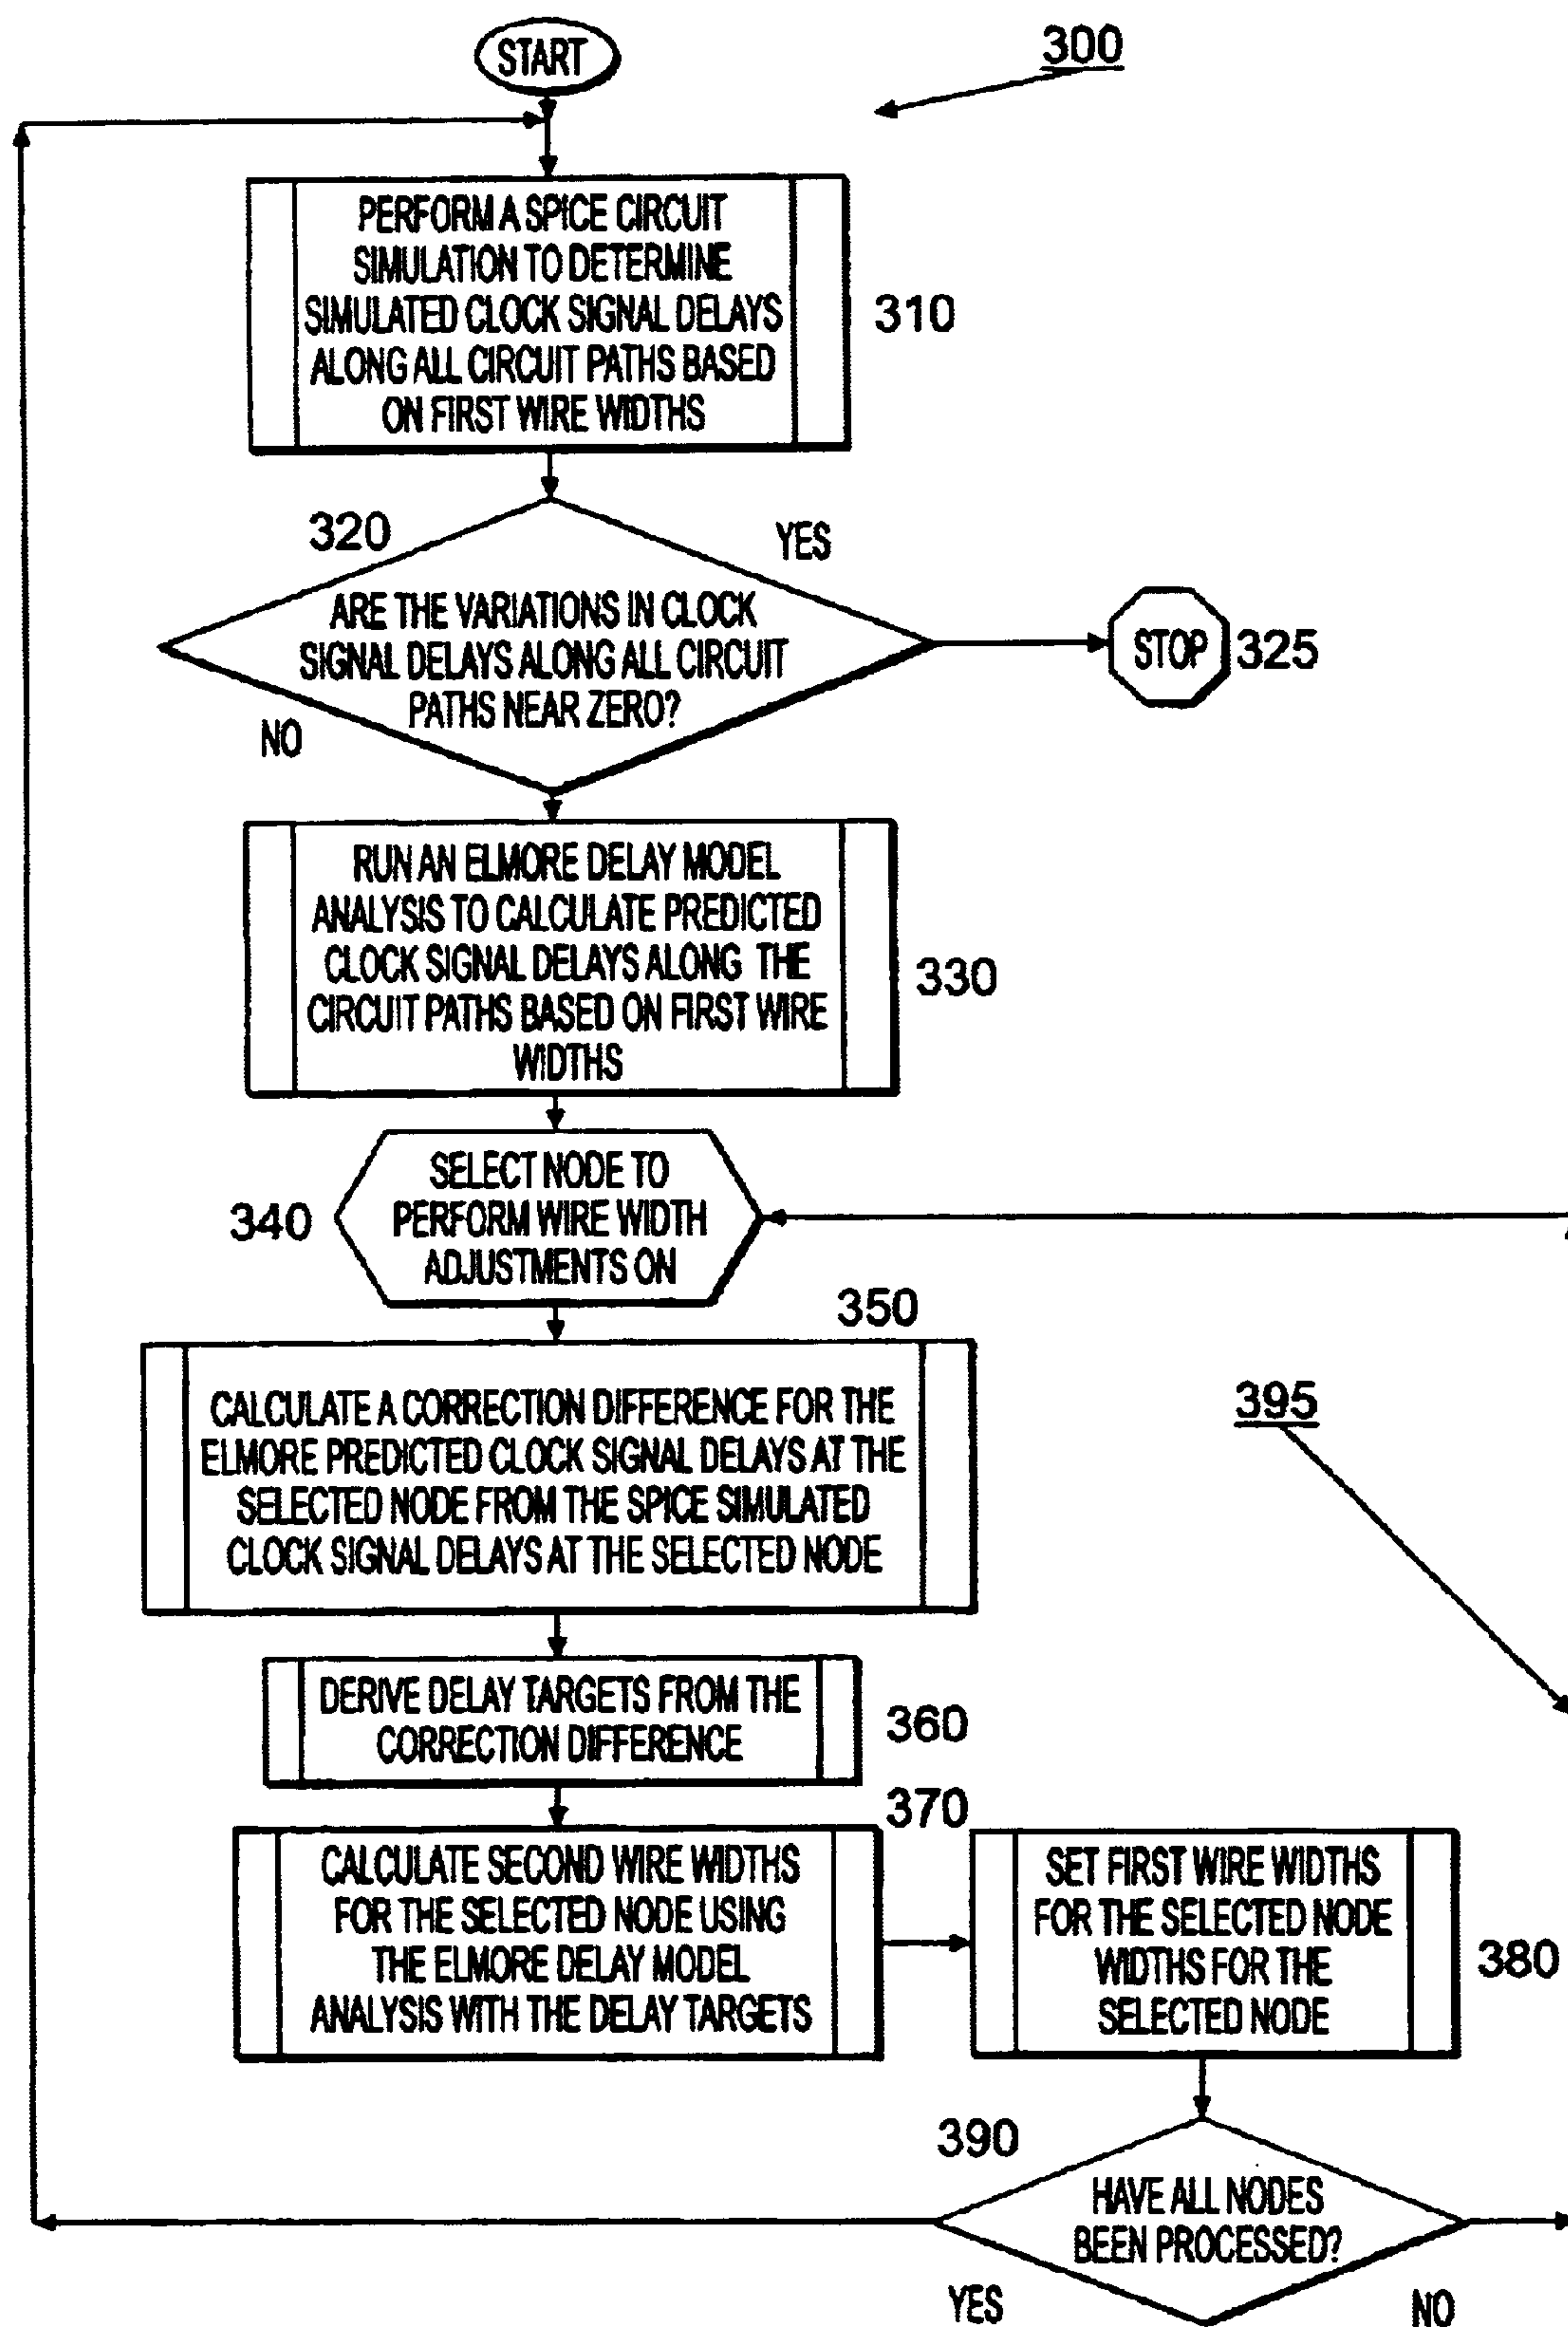 START
300
PERFORM A SPICE CIRCUIT
SIMULATION TO DETERMINE
SIMULATED CLOCK SIGNAL DELAYS
ALONG ALL CIRCUIT PATHS BASED
ON FIRST WIRE WIDTHS
310
320
YES
ARE THE VARIATIONS IN CLOCK
SIGNAL DELAYS ALONG ALL CIRCUIT
PATHS NEAR ZERO?
NO
STOP
325
RUN AN ELMORE DELAY MODEL
ANALYSIS TO CALCULATE PREDICTED
CLOCK SIGNAL DELAYS ALONG THE
CIRCUIT PATHS BASED ON FIRST WIRE
WIDTHS
330
340
SELECT NODE TO
PERFORM WIRE WIDTH
ADJUSTMENTS ON
350
CALCULATE A CORRECTION DIFFERENCE FOR THE
ELMORE PREDICTED CLOCK SIGNAL DELAYS AT THE
SELECTED NODE FROM THE SPICE SIMULATED
CLOCK SIGNAL DELAYS AT THE SELECTED NODE
395
DERIVE DELAY TARGETS FROM THE
CORRECTION DIFFERENCE
360
370
CALCULATE SECOND WIRE WIDTHS
FOR THE SELECTED NODE USING
THE ELMORE DELAY MODEL
ANALYSIS WITH THE DELAY TARGETS
SET FIRST WIRE WIDTHS
FOR THE SELECTED NODE
WIDTHS FOR THE
SELECTED NODE
380
390
HAVE ALL NODES
BEEN PROCESSED?
YES
NO